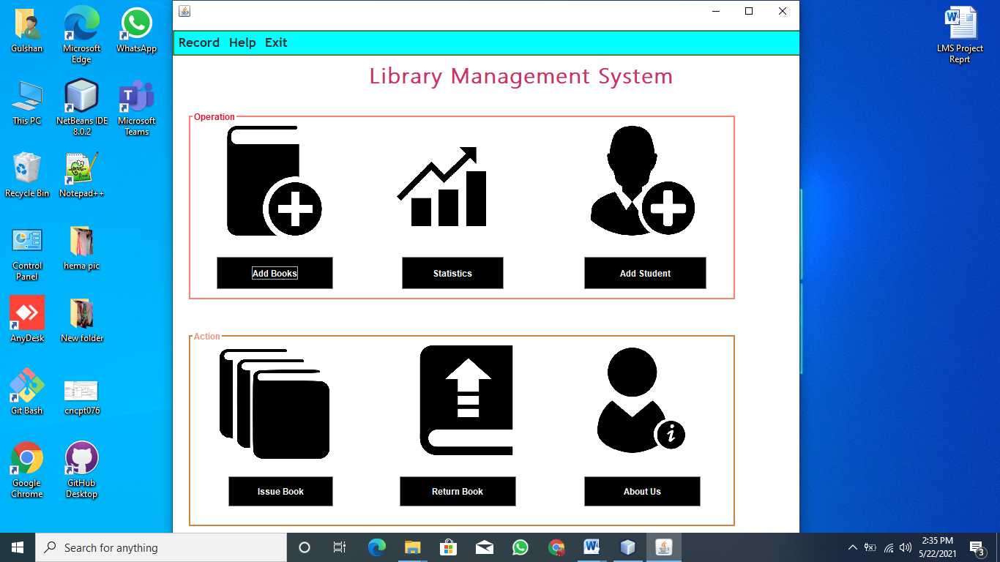 Gulshan
Microsoft
Edge
WhatsApp
This PC
NetBeans IDE
8.0.2
Microsoft
Teams
Recycle Bin
Notepad++
Control
Panel
hema pic
AnyDesk
New folder
Git Bash
cncpt076
Google
Chrome
GitHub
Desktop
Record Help Exit
Library Management System
Operation
Add Books
Statistics
Add Student
Action
i
Issue Book
Return Book
About Us
LMS Project
Reprt
Search for anything
2:35 PM
5/22/2021
3